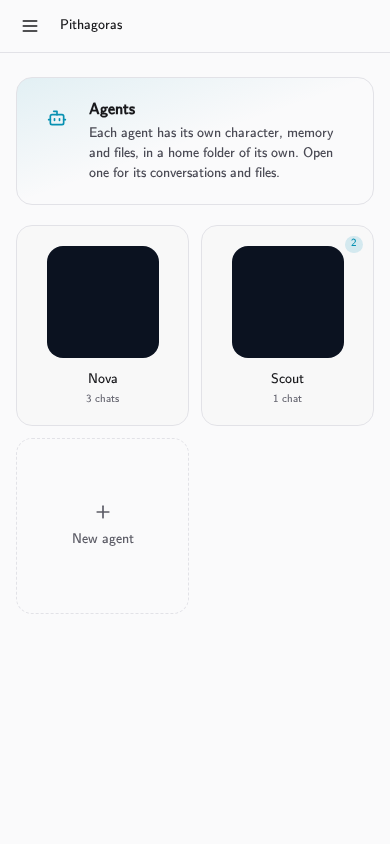 Pithagoras
Agents
Each agent has its own character, memory
and files, in a home folder of its own. Open
one for its conversations and files.
2
Nova
3 chats
Scout
1 chat
New agent